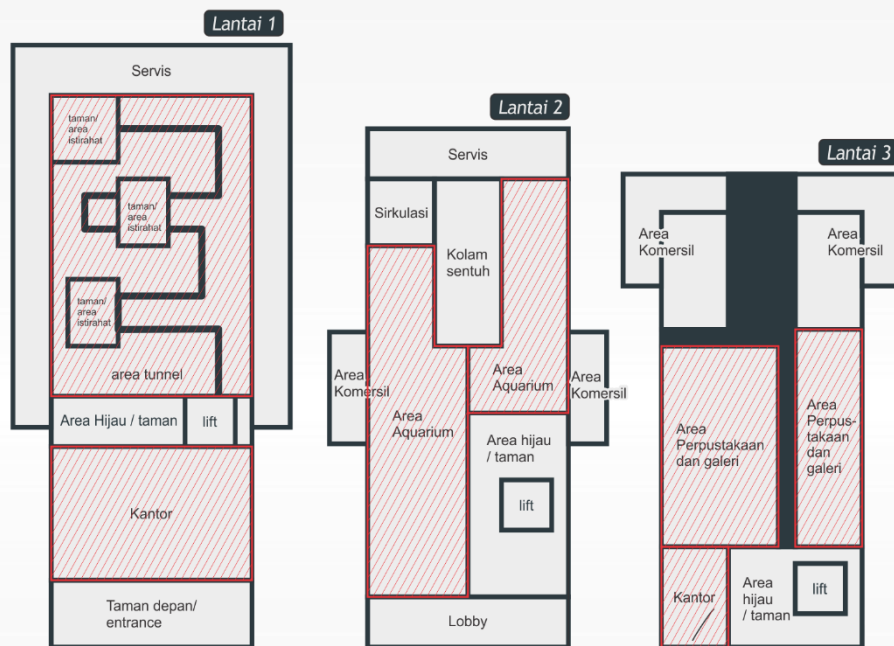 Lantai 1
Servis
taman/
area
istirahat
taman/
area
istirahat
taman/
area
istirahat
area tunnel
Area Hijau / taman
lift
Kantor
Taman depan/
entrance
Lantai 2
Servis
Sirkulasi
Kolam
sentuh
Area
Komersil
Area
Aquarium
Area
Aquarium
Area
Komersil
Area hijau
/ taman
lift
Lobby
Lantai 3
Area
Komersil
Area
Komersil
Area
Perpustakaan
dan galeri
Area
Perpus-
takaan
dan
galeri
Kantor
Area
hijau
/ taman
lift